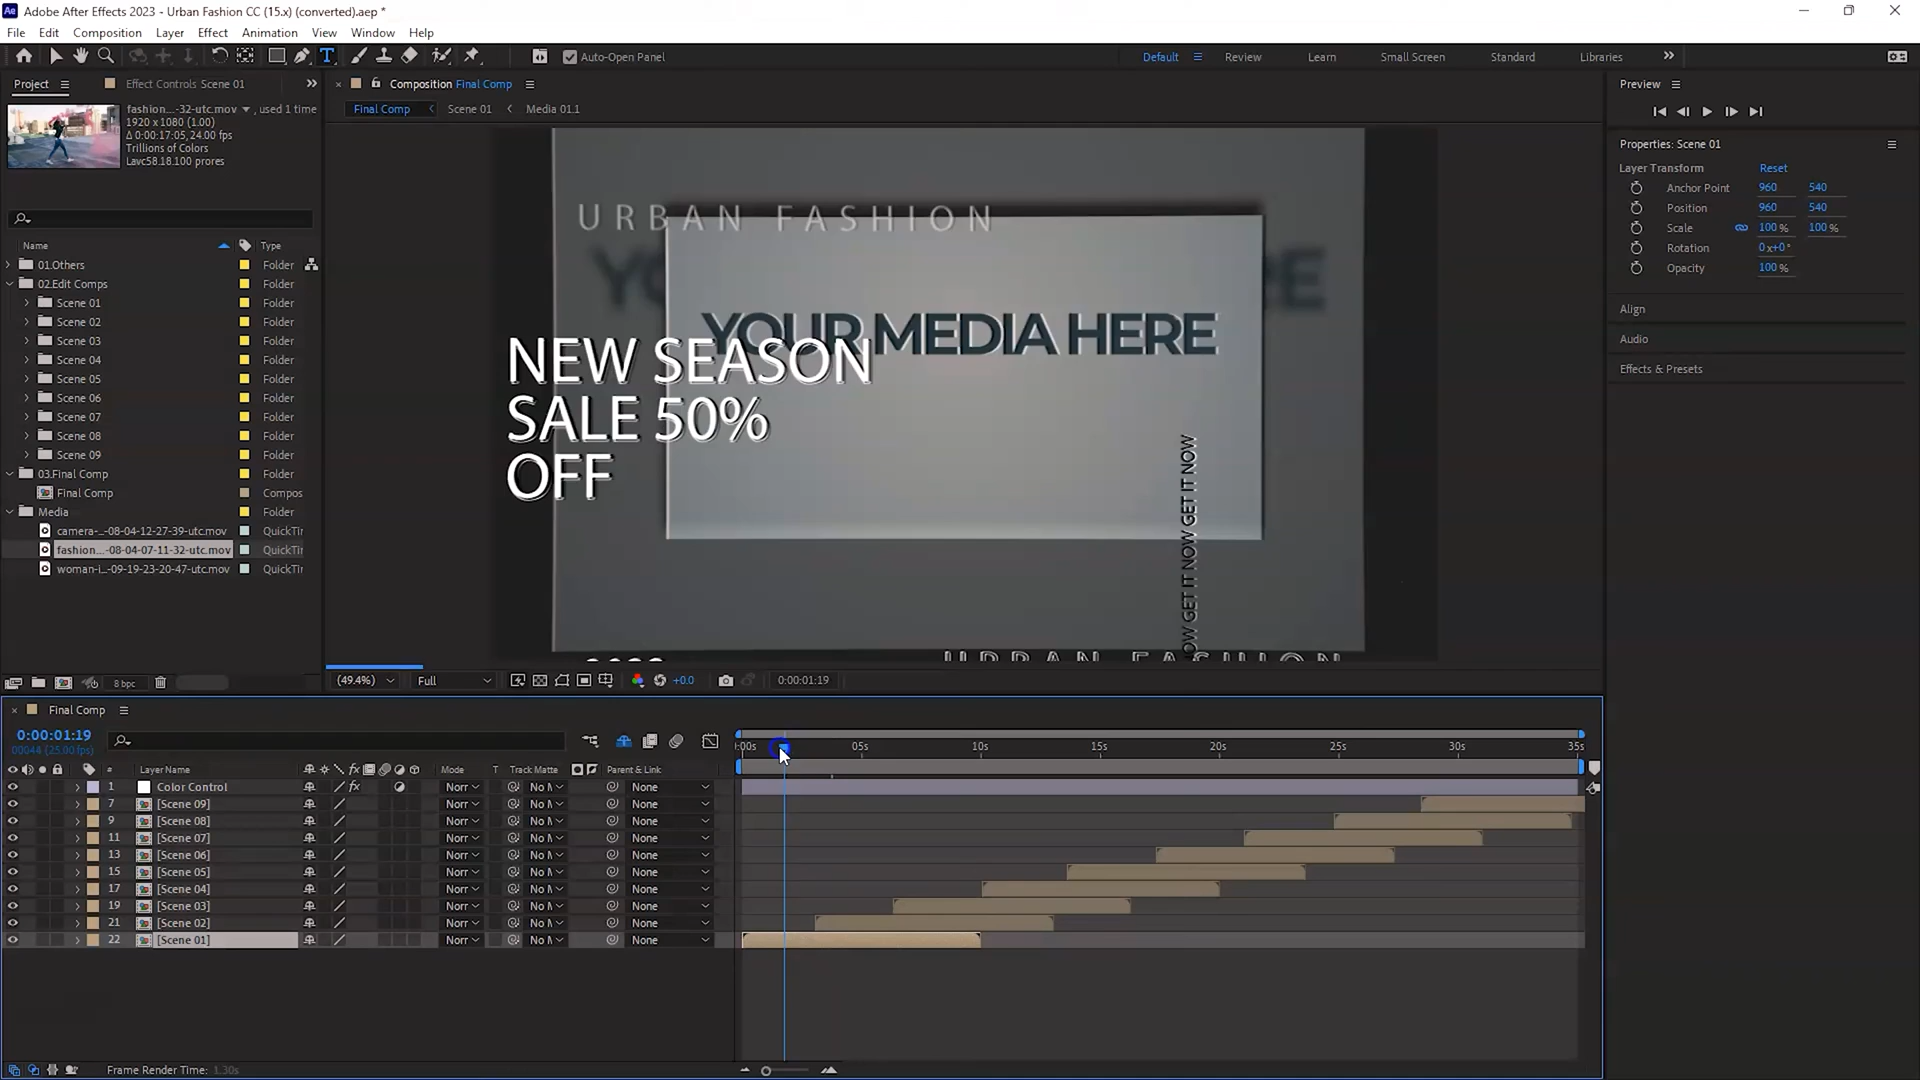 Adobe After Effects 2023 - Urban Fashion CC (15.x) (converted).aep *
File Edit Composition Layer Effect Animation View Window Help
Auto-Open Panel
Default Review Learn Small Screen Standard Libraries
Project Effect Controls Scene 01
fashion...-32-utc.mov , used 1 time
1920 x 1080 (1.00)
Δ 0:00:17:05, 24.00 fps
Trillions of Colors
Lavc58.18.100 prores
Name Type
01.Others Folder
02.Edit Comps Folder
Scene 01 Folder
Scene 02 Folder
Scene 03 Folder
Scene 04 Folder
Scene 05 Folder
Scene 06 Folder
Scene 07 Folder
Scene 08 Folder
Scene 09 Folder
03.Final Comp Folder
Final Comp Compos
Media Folder
camera-...-08-04-12-27-39-utc.mov QuickTir
fashion...-08-04-07-11-32-utc.mov QuickTir
woman-i...-09-19-23-20-47-utc.mov QuickTir
8 bpc
Composition Final Comp
Final Comp Scene 01 Media 01.1
URBAN FASHION
YOUR MEDIA HERE
NEW SEASON
SALE 50%
OFF
GET IT NOW GET IT NOW
URBAN FASHION
(49.4%) Full +0.0 0:00:01:19
Preview
Properties: Scene 01
Layer Transform Reset
Anchor Point 960 540
Position 960 540
Scale 100 % 100 %
Rotation 0x+0°
Opacity 100 %
Align
Audio
Effects & Presets
Final Comp
0:00:01:19
00044 (25.00 fps)
:00s 05s 10s 15s 20s 25s 30s 35s
# Layer Name Mode T Track Matte Parent & Link
1 Color Control Norr No M None
7 [Scene 09] Norr No M None
9 [Scene 08] Norr No M None
11 [Scene 07] Norr No M None
13 [Scene 06] Norr No M None
15 [Scene 05] Norr No M None
17 [Scene 04] Norr No M None
19 [Scene 03] Norr No M None
21 [Scene 02] Norr No M None
22 [Scene 01] Norr No M None
Frame Render Time: 1.30s